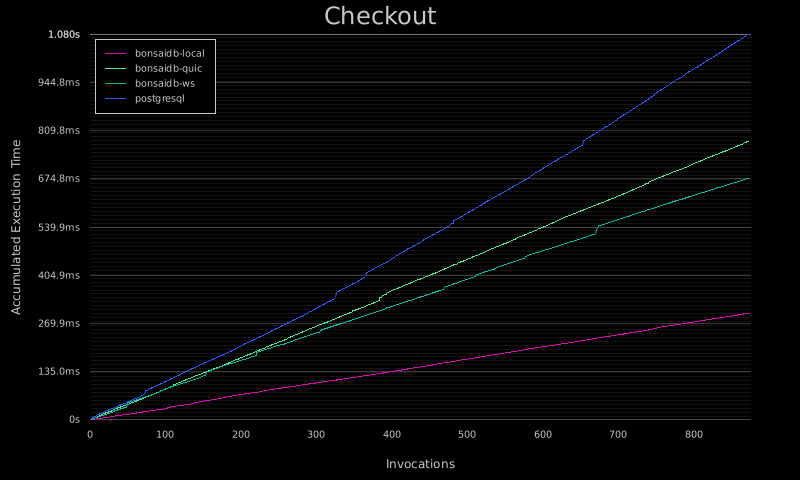 Checkout
1.080s
944.8ms
809.8ms
674.8ms
539.9ms
404.9ms
269.9ms
135.0ms
0s
bonsaidb-local
bonsaidb-quic
bonsaidb-ws
postgresql
Accumulated Execution Time
0 100 200 300 400 500 600 700 800
Invocations